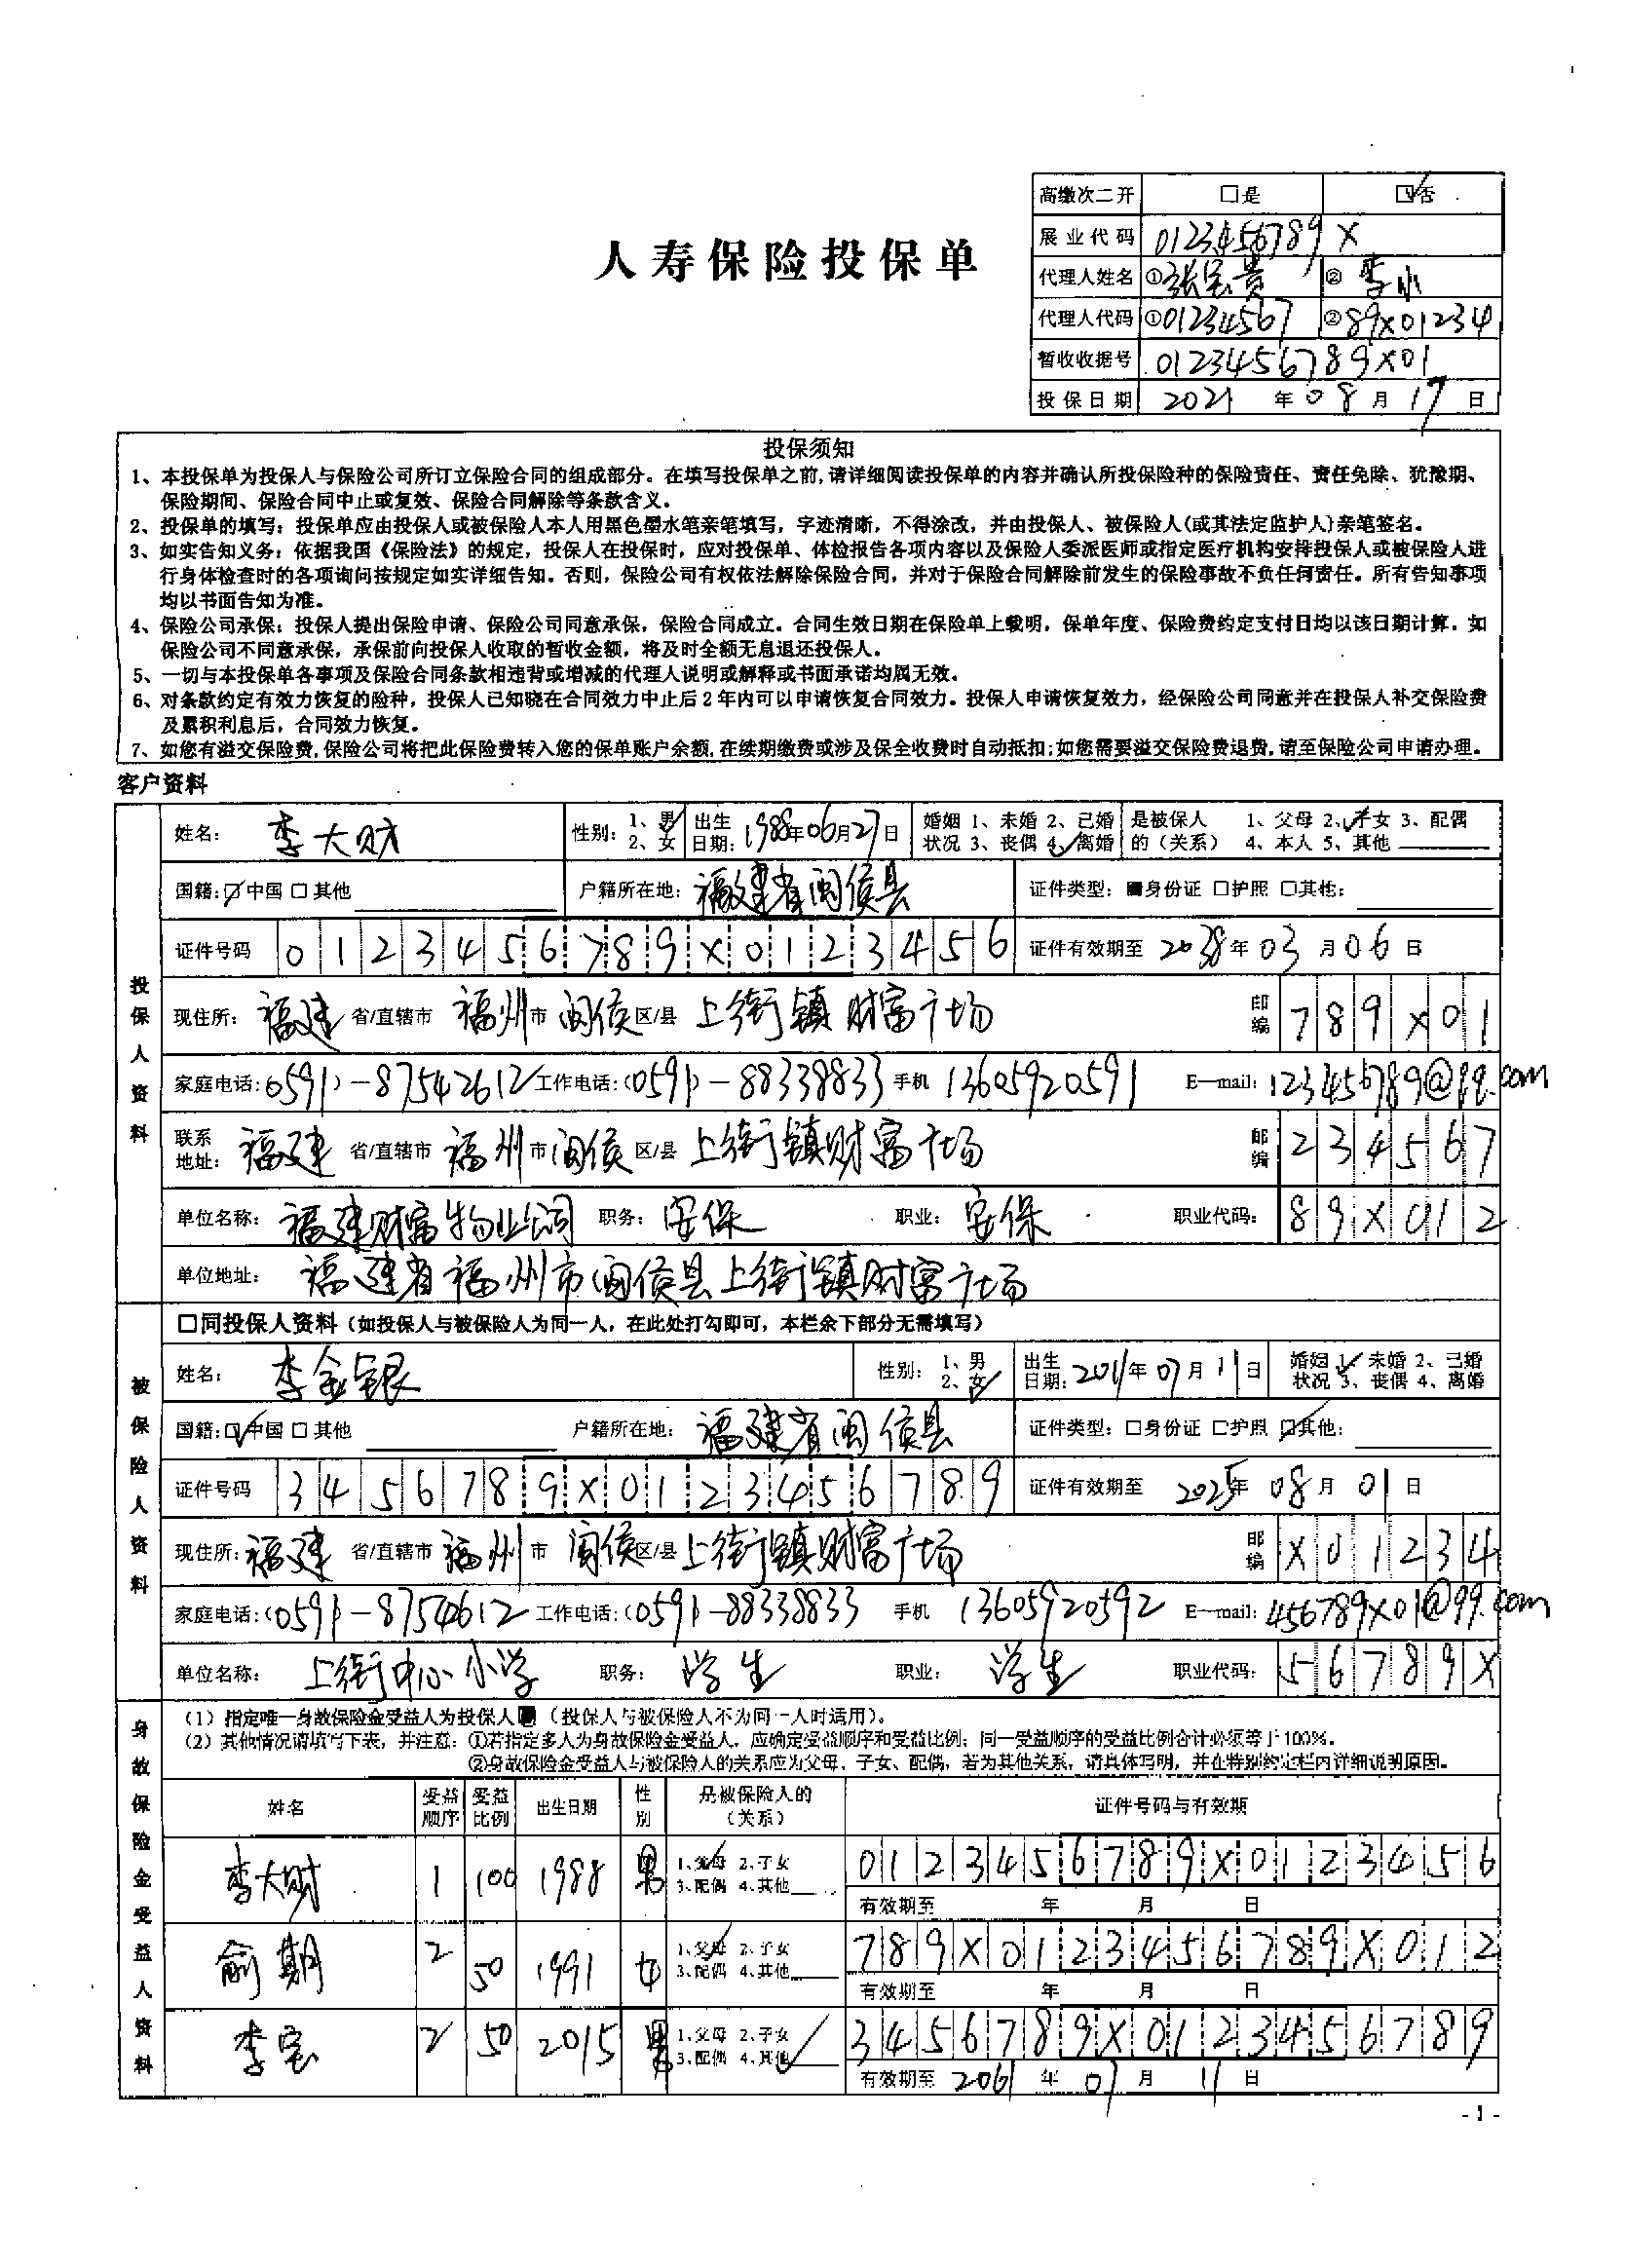 高缴次二开 □是 ☑否
人寿保险投保单
展业代码 0123456789X
代理人姓名 ①张宝贵 ②李小
代理人代码 ①01234567 ②89X01234
暂收收据号 0123456789X01
投保日期 2021年08月17日
投保须知
1、本投保单为投保人与保险公司所订立保险合同的组成部分。在填写投保单之前,请详细阅读投保单的内容并确认所投保险种的保险责任、责任免除、犹豫期、
保险期间、保险合同中止或复效、保险合同解除等条款含义。
2、投保单的填写：投保单应由投保人或被保险人本人用黑色墨水笔亲笔填写，字迹清晰，不得涂改，并由投保人、被保险人(或其法定监护人)亲笔签名。
3、如实告知义务：依据我国《保险法》的规定，投保人在投保时，应对投保单、体检报告各项内容以及保险人委派医师或指定医疗机构安排投保人或被保险人进
行身体检查时的各项询问按规定如实详细告知。否则，保险公司有权依法解除保险合同，并对于保险合同解除前发生的保险事故不负任何责任。所有告知事项
均以书面告知为准。
4、保险公司承保：投保人提出保险申请、保险公司同意承保，保险合同成立。合同生效日期在保险单上载明，保单年度、保险费约定支付日均以该日期计算。如
保险公司不同意承保，承保前向投保人收取的暂收金额，将及时全额无息退还投保人。
5、一切与本投保单各事项及保险合同条款相违背或增减的代理人说明或解释或书面承诺均属无效。
6、对条款约定有效力恢复的险种，投保人已知晓在合同效力中止后2年内可以申请恢复合同效力。投保人申请恢复效力，经保险公司同意并在投保人补交保险费
及累积利息后，合同效力恢复。
7、如您有溢交保险费,保险公司将把此保险费转入您的保单账户余额,在续期缴费或涉及保全收费时自动抵扣;如您需要溢交保险费退费,请至保险公司申请办理。
客户资料
投保人资料
姓名：李大财 性别：1、男✓ 2、女 出生日期：1988年06月27日 婚姻状况 1、未婚 2、已婚 3、丧偶 4、✓离婚 是被保人的（关系） 1、父母 2、✓子女 3、配偶 4、本人 5、其他
国籍：☑中国 □其他 户籍所在地：福建省闽侯县 证件类型：■身份证 □护照 □其他：
证件号码 0123456789X0123456 证件有效期至 2038年03月06日
现住所：福建省/直辖市 福州市 闽侯区/县 上街镇财富广场 邮编 789X01
家庭电话：(0591)-87542612 工作电话：(0591)-88338833 手机 13605920591 E—mail：123456789@qq.com
联系地址：福建省/直辖市 福州市 闽侯区/县 上街镇财富广场 邮编 234567
单位名称：福建财富物业公司 职务：安保 职业：安保 职业代码：89X012
单位地址：福建省福州市闽侯县上街镇财富广场
被保险人资料
□同投保人资料（如投保人与被保险人为同一人，在此处打勾即可，本栏余下部分无需填写）
姓名：李金银 性别：1、男 2、女✓ 出生日期：2011年07月11日 婚姻状况 1✓未婚 2、已婚 3、丧偶 4、离婚
国籍：☑中国 □其他 户籍所在地：福建省闽侯县 证件类型：□身份证 □护照 ☑其他：
证件号码 3456789X0123456789 证件有效期至 2025年08月01日
现住所：福建省/直辖市 福州市 闽侯区/县 上街镇财富广场 邮编 X01234
家庭电话：(0591)-8754612 工作电话：(0591)-88338833 手机 13605920592 E—mail：456789X01@qq.com
单位名称：上街中心小学 职务：学生 职业：学生 职业代码：56789X
身故保险金受益人资料
（1）指定唯一身故保险金受益人为投保人■（投保人与被保险人不为同一人时适用）。
（2）其他情况请填写下表，并注意：①若指定多人为身故保险金受益人，应确定受益顺序和受益比例；同一受益顺序的受益比例合计必须等于100%。
②身故保险金受益人与被保险人的关系应为父母、子女、配偶，若为其他关系，请具体写明，并在特别约定栏内详细说明原因。
姓名 受益顺序 受益比例 出生日期 性别 是被保险人的（关系） 证件号码与有效期
李大财 1 100 1988 男 1、父母✓ 2、子女 3、配偶 4、其他 0123456789X0123456
有效期至 年 月 日
俞期 2 50 1991 女 1、父母✓ 2、子女 3、配偶 4、其他 789X0123456789X012
有效期至 年 月 日
李宝 2 50 2015 男 1、父母 2、子女 3、配偶 4、其他✓ 3456789X0123456789
有效期至 2061年07月11日
- 1 -